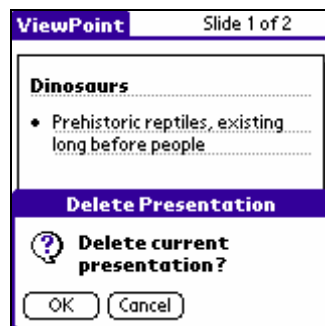 ViewPoint Slide 1 of 2
Dinosaurs
• Prehistoric reptiles, existing
long before people
Delete Presentation
Delete current
presentation?
OK Cancel